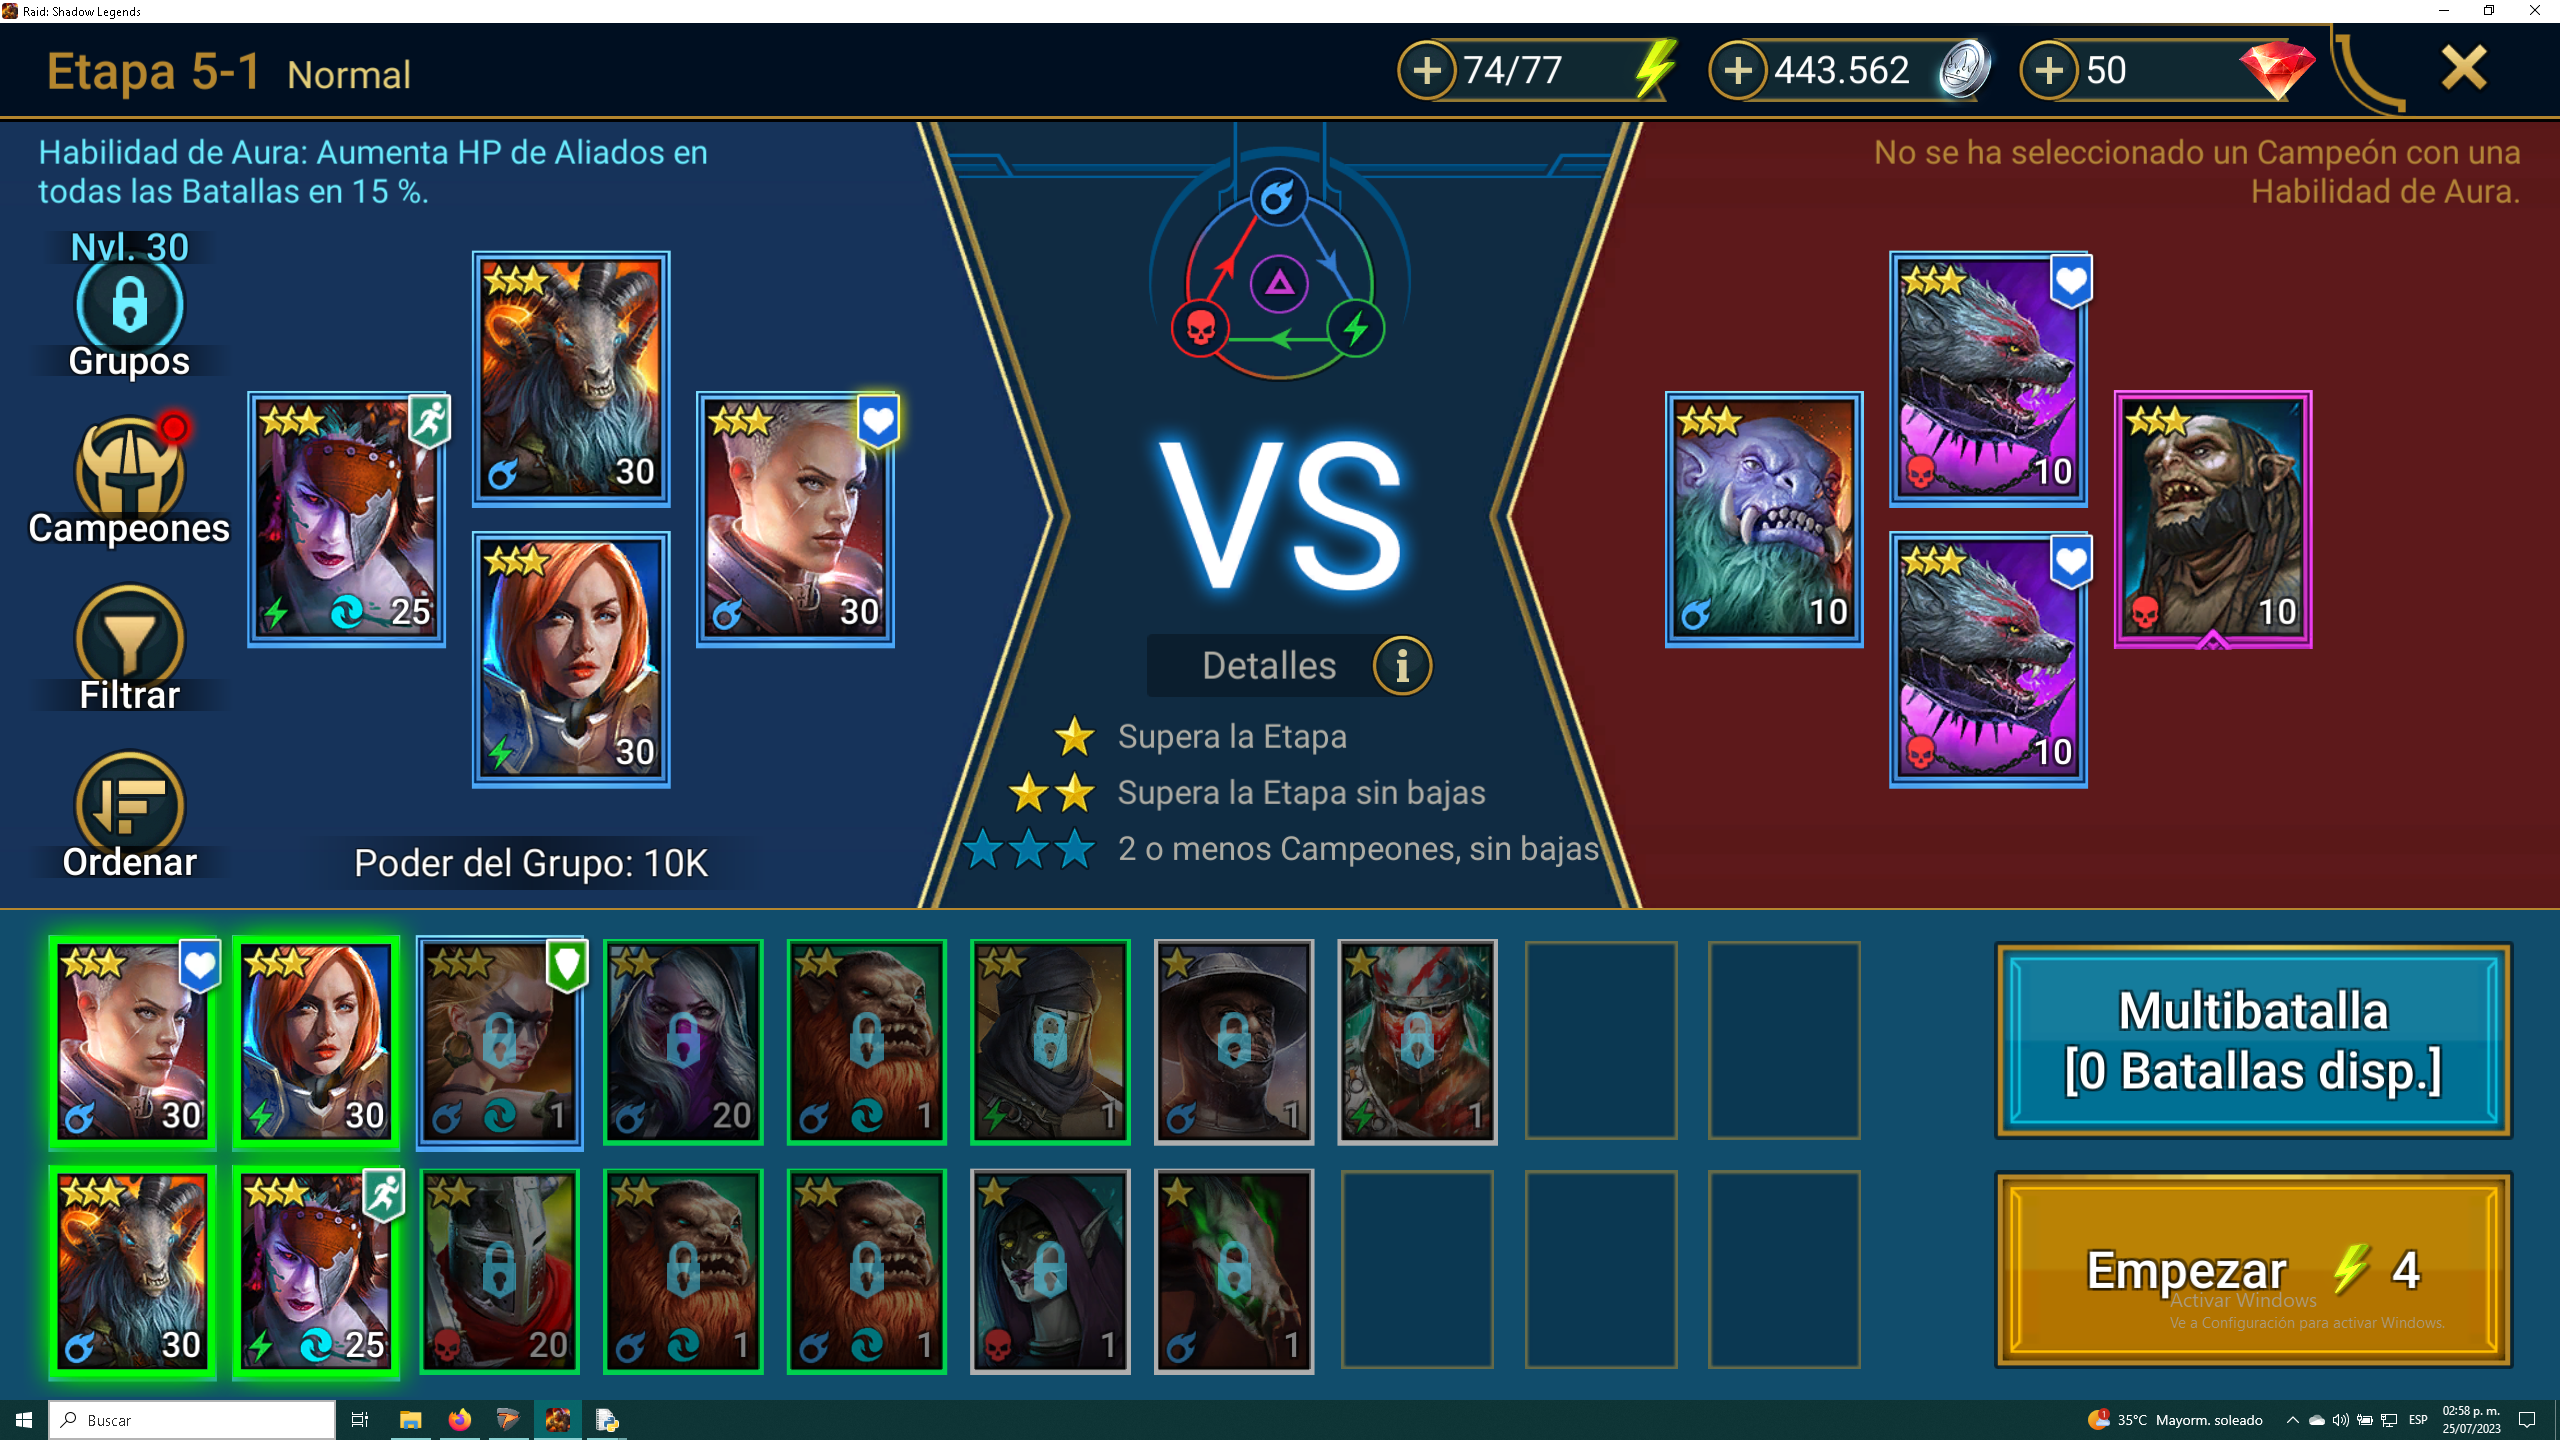 Raid: Shadow Legends
Etapa 5-1 Normal
74/77
443.562
50
Habilidad de Aura: Aumenta HP de Aliados en
todas las Batallas en 15 %.
No se ha seleccionado un Campeón con una
Habilidad de Aura.
Nvl. 30
Grupos
Campeones
Filtrar
Ordenar
30
25
30
30
Poder del Grupo: 10K
VS
Detalles
Supera la Etapa
Supera la Etapa sin bajas
2 o menos Campeones, sin bajas
10
10
10
10
30
30
1
20
1
1
1
1
30
25
20
1
1
1
1
Multibatalla
[0 Batallas disp.]
Empezar 4
Activar Windows
Ve a Configuración para activar Windows.
Buscar
1
35°C Mayorm. soleado
ESP
02:58 p. m.
25/07/2023